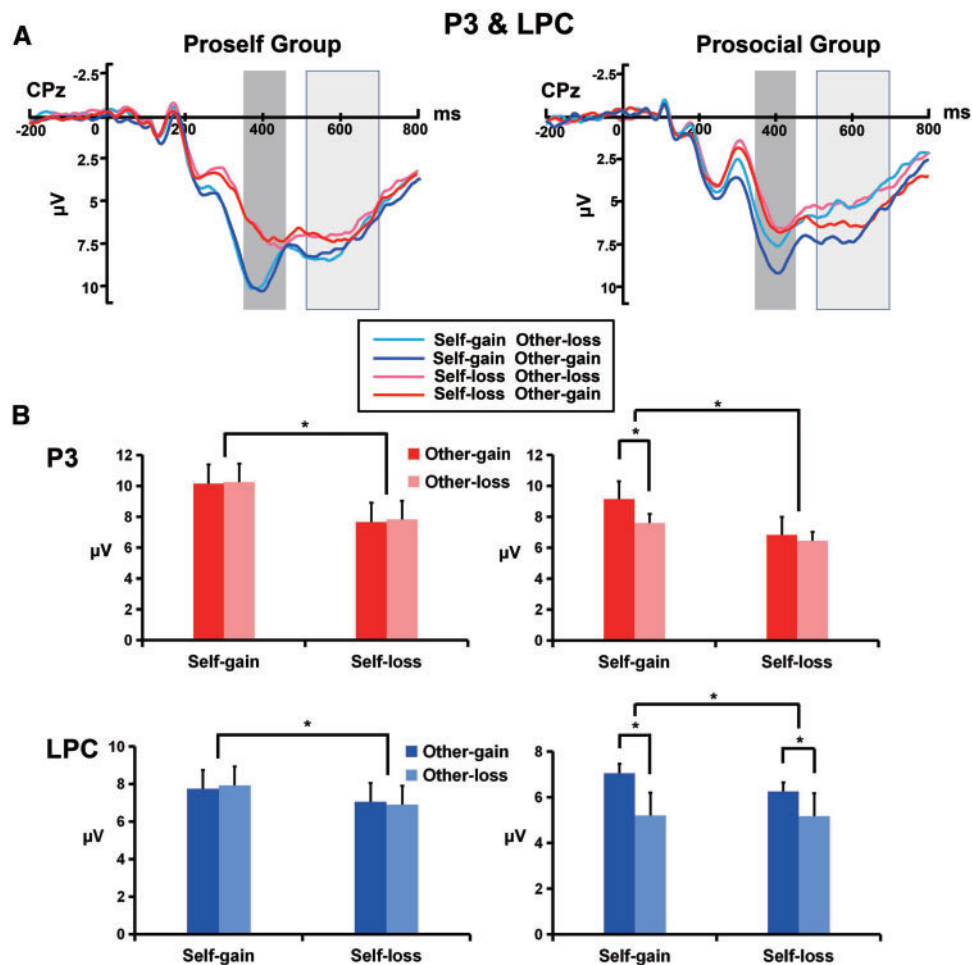 P3 & LPC
A
Proself Group
Prosocial Group
-2.5
CPz
ms
-200
0
200
400
600
800
2.5
5
7.5
10
µV
-2.5
CPz
ms
-200
0
200
400
600
800
2.5
5
7.5
10
µV
Self-gain Other-loss
Self-gain Other-gain
Self-loss Other-loss
Self-loss Other-gain
B
P3
*
Other-gain
Other-loss
12
10
8
6
4
2
0
µV
Self-gain
Self-loss
*
*
12
10
8
6
4
2
0
µV
Self-gain
Self-loss
LPC
*
Other-gain
Other-loss
10
8
6
4
2
0
µV
Self-gain
Self-loss
*
*
*
8
6
4
2
0
µV
Self-gain
Self-loss